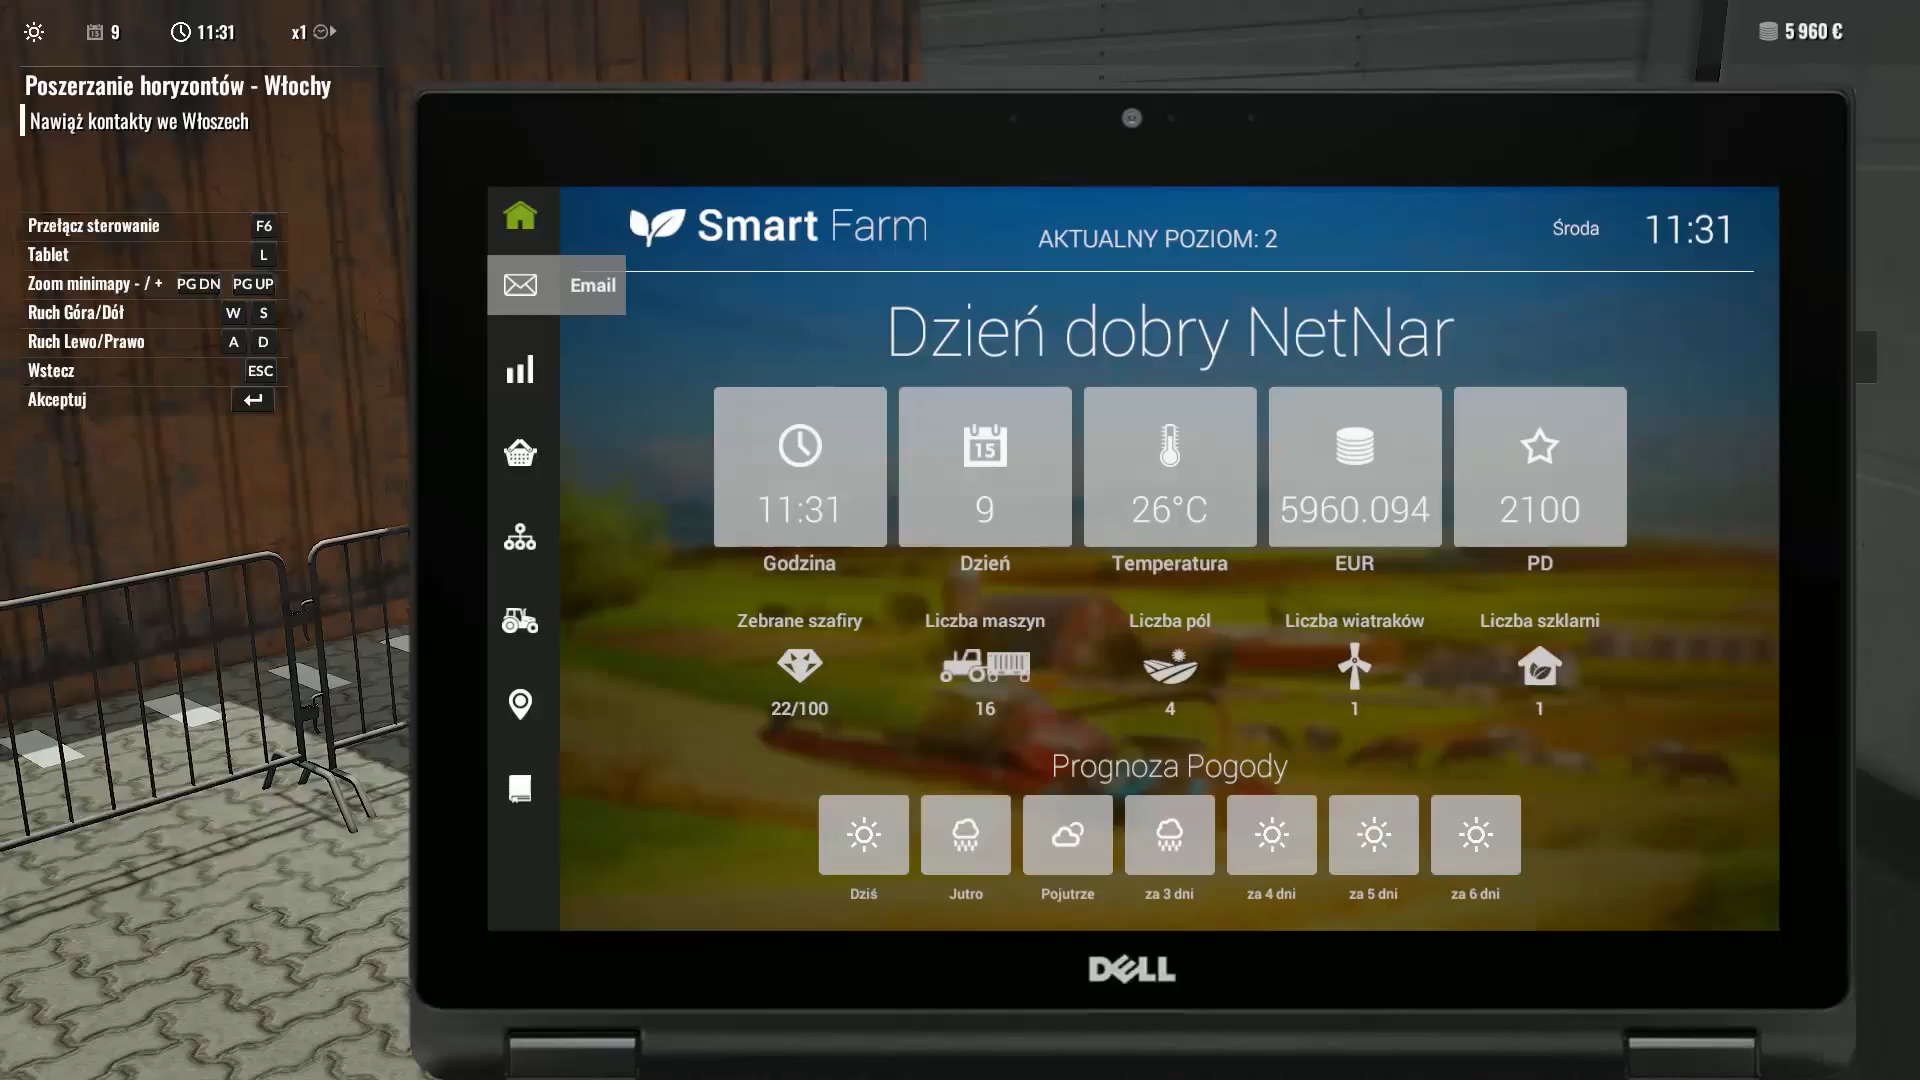 9
11:31
x1
5 960 €
Poszerzanie horyzontów - Włochy
Nawiąż kontakty we Włoszech
Przełącz sterowanie F6
Tablet L
Zoom minimapy - / + PG DN PG UP
Ruch Góra/Dół W S
Ruch Lewo/Prawo A D
Wstecz ESC
Akceptuj
Smart Farm
AKTUALNY POZIOM: 2
Środa 11:31
Email
Dzień dobry NetNar
15
11:31 9 26°C 5960.094 2100
Godzina Dzień Temperatura EUR PD
Zebrane szafiry Liczba maszyn Liczba pól Liczba wiatraków Liczba szklarni
22/100 16 4 1 1
Prognoza Pogody
Dziś Jutro Pojutrze za 3 dni za 4 dni za 5 dni za 6 dni
DELL